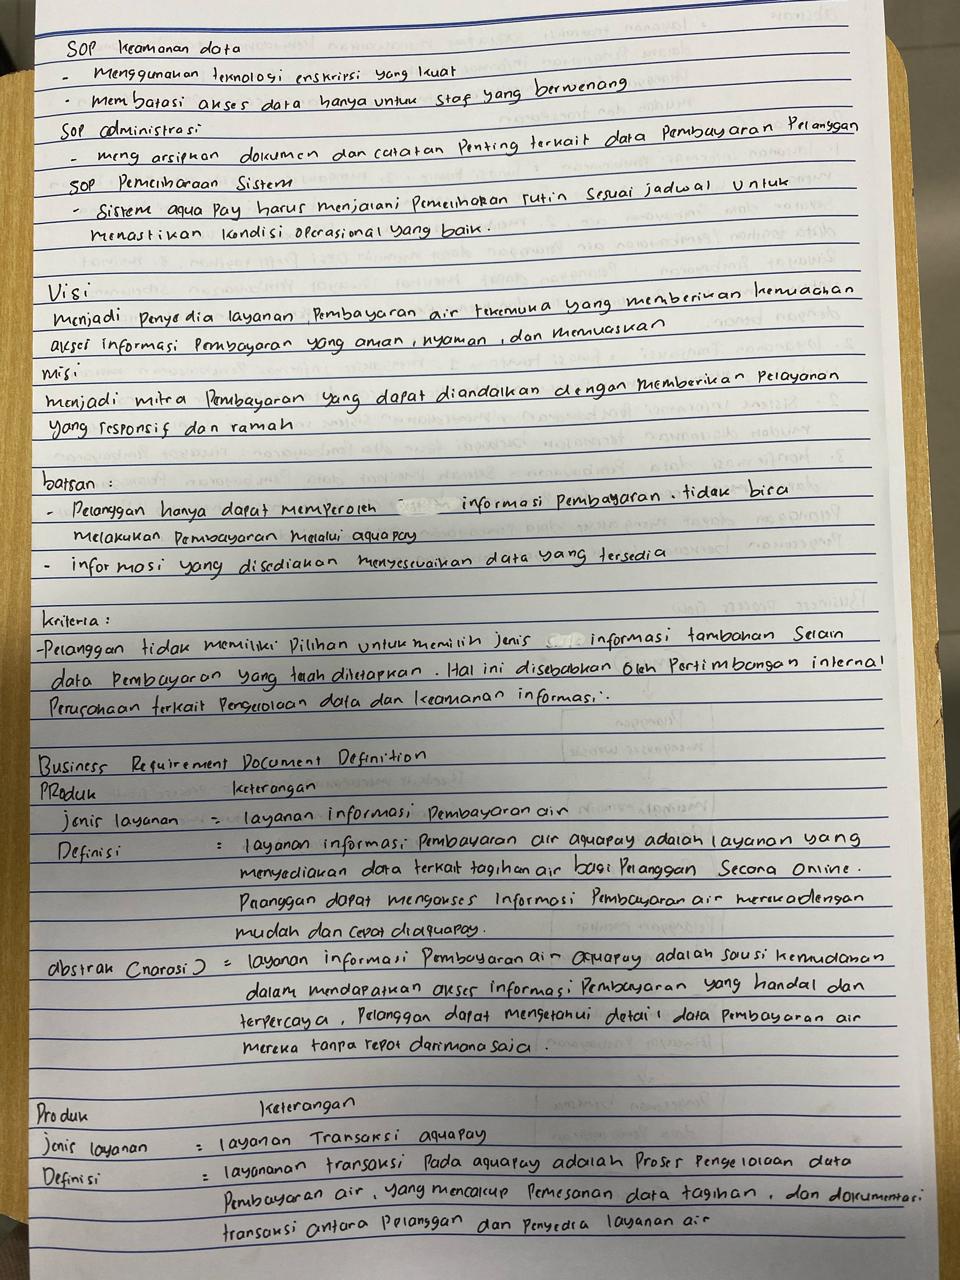 SOP keamanan data
- Menggunakan teknologi enskripsi yang kuat
- Membatasi akses data hanya untuk staf yang berwenang
SOP administrasi
- meng arsipkan dokumen dan catatan Penting terkait data Pembayaran Pelanggan
SOP Pemeliharaan Sistem
- Sistem aqua Pay harus menjalani Pemeliharan rutin sesuai jadwal untuk
menastikan kondisi operasional yang baik.
Visi
Menjadi Penyedia layanan Pembayaran air tekemuka yang memberikan kemudahan
akses informasi Pembayaran yang aman, nyaman, dan memuaskan
Misi
menjadi mitra Pembayaran yang dapat diandalkan dengan memberikan Pelayanan
yang responsif dan ramah
batsan :
- Pelanggan hanya dapat memperoleh informasi pembayaran. tidak bisa
melakukan Pembayaran Melalui aquapay
- informasi yang disediakan menyesuaikan data yang tersedia
kriteria :
-Pelanggan tidak memiliki Pilihan untuk memilih jenis informasi tambahan Selain
data Pembayaran yang telah ditetapkan. Hal ini disebabkan oleh Pertimbangan internal
Perusahaan terkait Pengelolaan data dan keamanan informasi.
Business Requirement Document Definition
PRoduk keterangan
jenis layanan = layanan informasi Pembayaran air
Definisi : layanan informasi Pembayaran air aquapay adalah layanan yang
menyediakan data terkait tagihan air bagi Pelanggan Secara Online.
Planggan dapat mengakses Informasi Pembayaran air mereka dengan
mudah dan cepat diaquapay.
abstrak (narasi) = layanan informasi Pembayaran air aquapay adalah solusi kemudahan
dalam mendapatkan akses informasi Pembayaran yang handal dan
terpercaya, Pelanggan dapat mengetahui detail data pembayaran air
mereka tanpa repot darimana saja.
Produk keterangan
jenis layanan : layanan Transaksi aquapay
Definisi : layananan transaksi Pada aquapay adalah Proses Pengelolaan data
Pembayaran air, yang mencakup Pemesanan data tagihan, dan dokumentasi
transaksi antara Pelanggan dan Penyedia layanan air